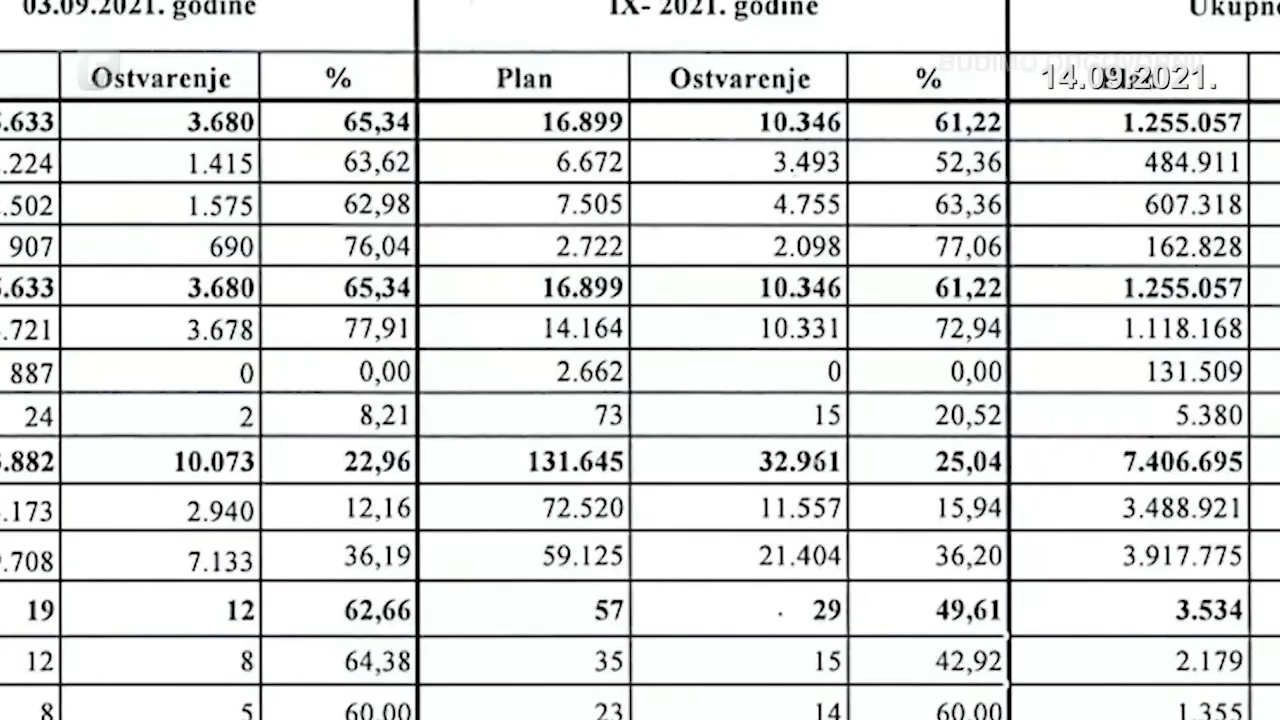 03.09.2021. godine IX- 2021. godine
Ostvarenje % Plan Ostvarenje % 14.09.2021.
3.680 65,34 16.899 10.346 61,22 1.255.057
1.415 63,62 6.672 3.493 52,36 484.911
1.575 62,98 7.505 4.755 63,36 607.318
907 690 76,04 2.722 2.098 77,06 162.828
3.680 65,34 16.899 10.346 61,22 1.255.057
3.678 77,91 14.164 10.331 72,94 1.118.168
887 0 0,00 2.662 0 0,00 131.509
24 2 8,21 73 15 20,52 5.380
10.073 22,96 131.645 32.961 25,04 7.406.695
2.940 12,16 72.520 11.557 15,94 3.488.921
7.133 36,19 59.125 21.404 36,20 3.917.775
19 12 62,66 57 29 49,61 3.534
12 8 64,38 35 15 42,92 2.179
8 5 60,00 23 14 60,00 1.355